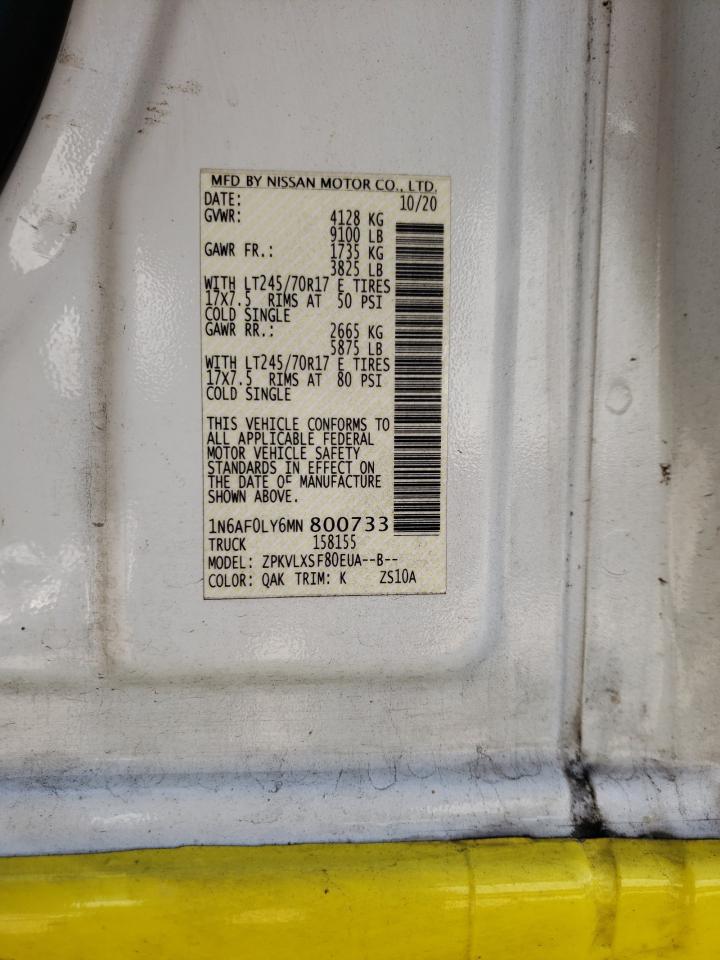 MFD BY NISSAN MOTOR CO., LTD.
DATE: 10/20
GVWR: 4128 KG
9100 LB
GAWR FR.: 1735 KG
3825 LB
WITH LT245/70R17 E TIRES
17X7.5 RIMS AT 50 PSI
COLD SINGLE
GAWR RR.: 2665 KG
5875 LB
WITH LT245/70R17 E TIRES
17X7.5 RIMS AT 80 PSI
COLD SINGLE
THIS VEHICLE CONFORMS TO
ALL APPLICABLE FEDERAL
MOTOR VEHICLE SAFETY
STANDARDS IN EFFECT ON
THE DATE OF MANUFACTURE
SHOWN ABOVE.
1N6AF0LY6MN 800733
TRUCK 158155
MODEL: ZPKVLXSF80EUA--B--
COLOR: QAK TRIM: K ZS10A